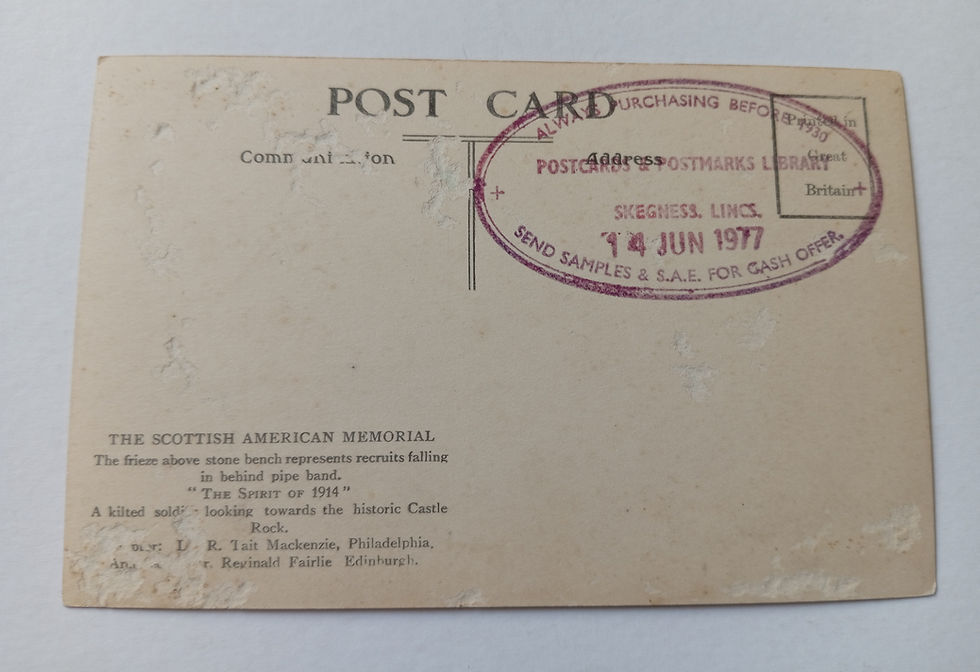 POST CARD
Address
Printed in
Great
Britain
ALWAYS PURCHASING BEFORE 1930
POSTCARDS & POSTMARKS LIBRARY
SKEGNESS. LINCS.
14 JUN 1977
SEND SAMPLES & S.A.E. FOR CASH OFFER.
THE SCOTTISH AMERICAN MEMORIAL
The frieze above stone bench represents recruits falling
in behind pipe band.
"THE SPIRIT OF 1914"
A kilted looking towards the historic Castle
Rock.
R. Tait Mackenzie, Philadelphia.
Reginald Fairlie Edinburgh.